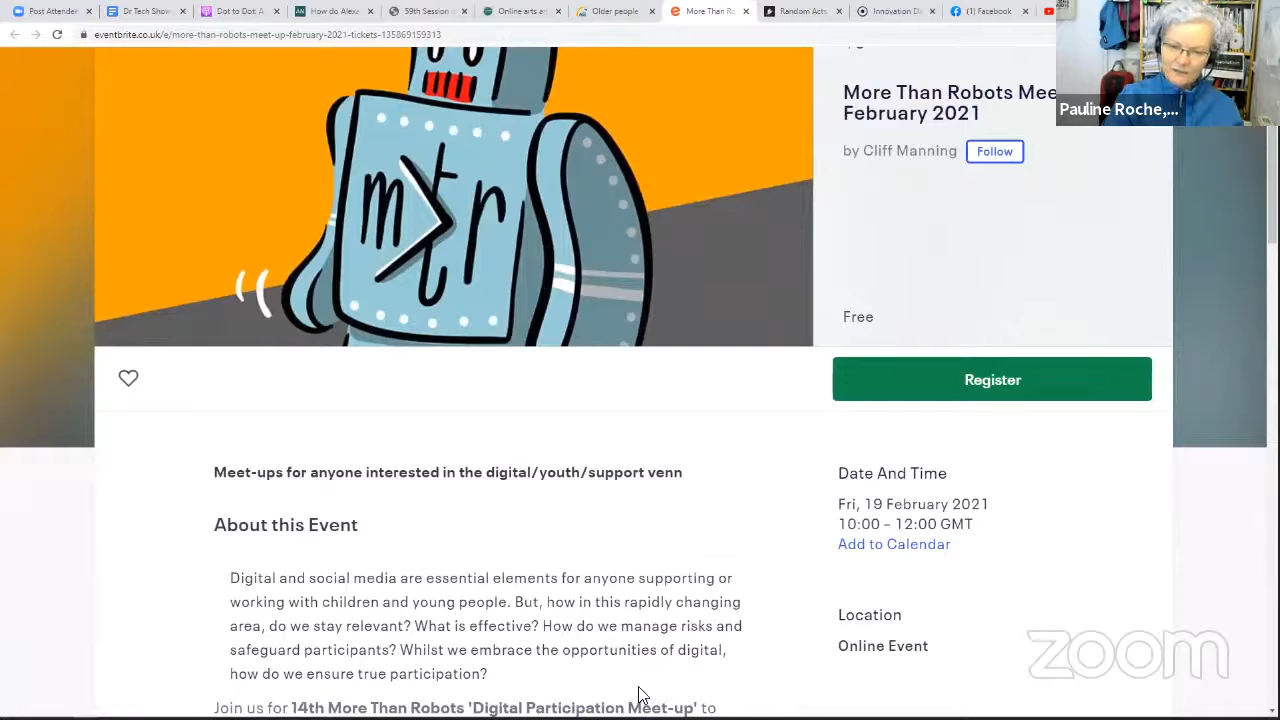 Post Attende
Dr Tech Show
Dot to Dot: A
How do Alex
59th Session
Online arts a
Older people
More Than Ro
Random Acts
Innovation D
(1) Facebook
eventbrite.co.uk/e/more-than-robots-meet-up-february-2021-tickets-135869159313
Pauline Roche,...
m>tr
More Than Robots Mee
February 2021
by Cliff Manning Follow
Free
Register
Meet-ups for anyone interested in the digital/youth/support venn
About this Event
Digital and social media are essential elements for anyone supporting or
working with children and young people. But, how in this rapidly changing
area, do we stay relevant? What is effective? How do we manage risks and
safeguard participants? Whilst we embrace the opportunities of digital,
how do we ensure true participation?
Join us for 14th More Than Robots 'Digital Participation Meet-up' to
Date And Time
Fri, 19 February 2021
10:00 – 12:00 GMT
Add to Calendar
Location
Online Event
zoom